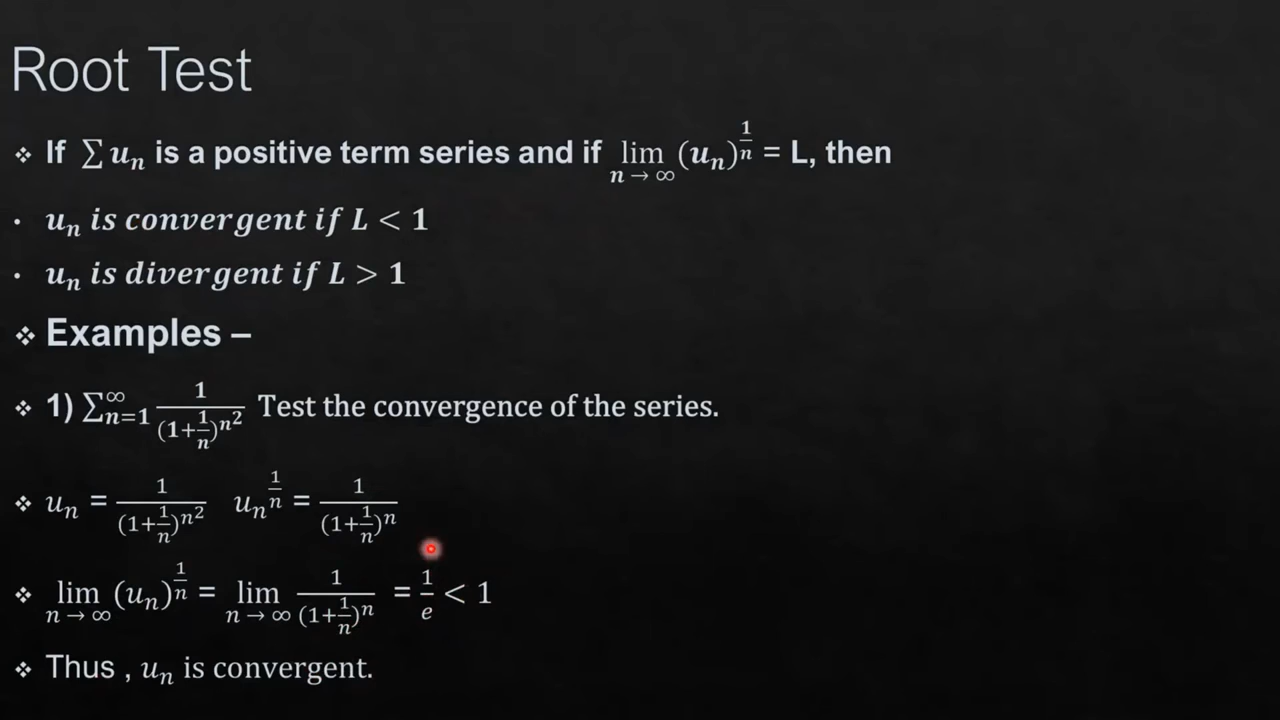 Root Test
❖ If ∑ uₙ is a positive term series and if lim_{n→∞} (uₙ)^{1/n} = L, then
• uₙ is convergent if L < 1
• uₙ is divergent if L > 1
❖ Examples –
❖ 1) ∑_{n=1}^{∞} 1/(1+1/n)^{n²} Test the convergence of the series.
❖ uₙ = 1/(1+1/n)^{n²} uₙ^{1/n} = 1/(1+1/n)^n
❖ lim_{n→∞} (uₙ)^{1/n} = lim_{n→∞} 1/(1+1/n)^n = 1/e < 1
❖ Thus , uₙ is convergent.